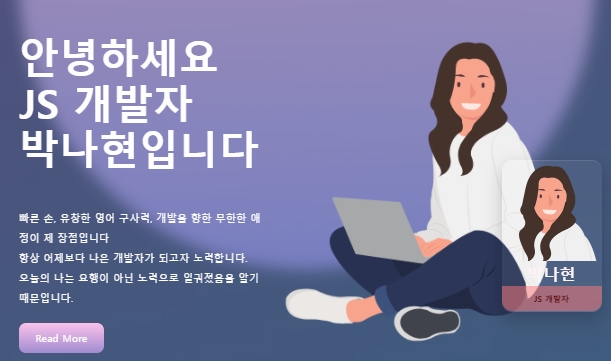 안녕하세요
JS 개발자
박나현입니다
빠른 손, 유창한 영어 구사력, 개발을 향한 무한한 애
정이 제 장점입니다
항상 어제보다 나은 개발자가 되고자 노력합니다.
오늘의 나는 요행이 아닌 노력으로 일궈졌음을 알기
때문입니다.
Read More
박나현
JS 개발자